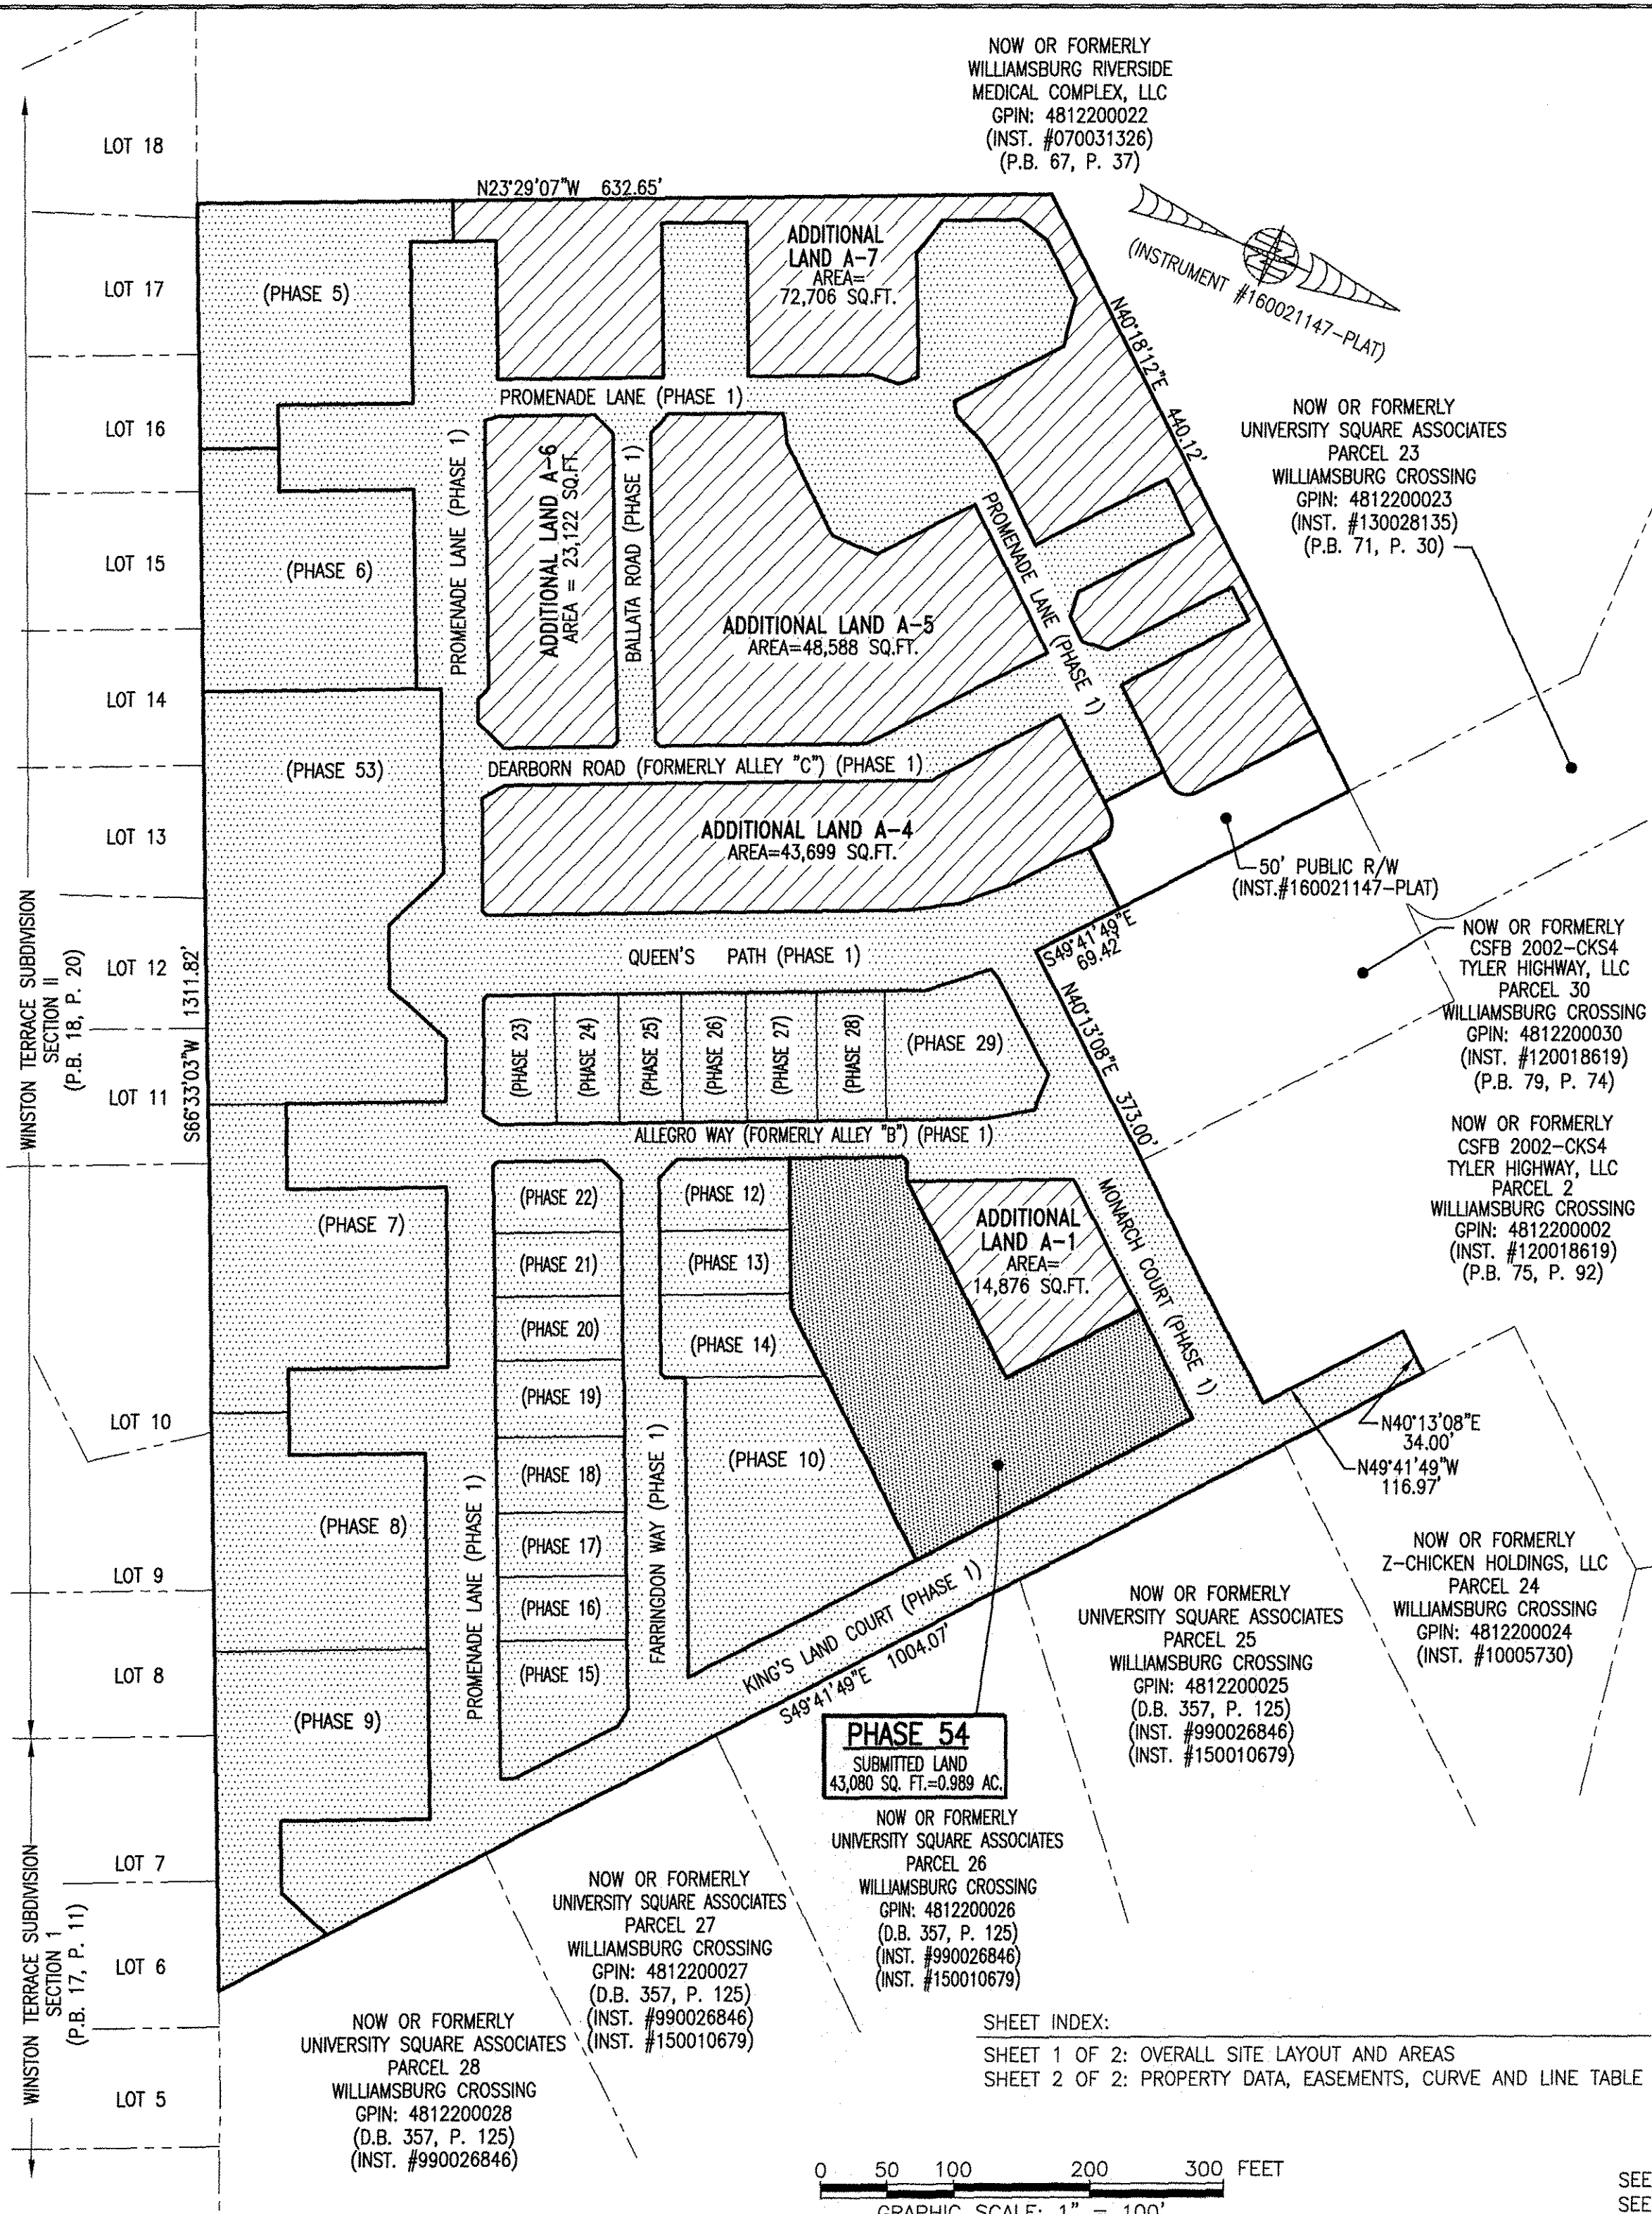 NOW OR FORMERLY
WILLIAMSBURG RIVERSIDE
MEDICAL COMPLEX, LLC
GPIN: 4812200022
(INST. #070031326)
(P.B. 67, P. 37)
LOT 18
N23°29'07"W 632.65'
(INSTRUMENT #160021147-PLAT)
ADDITIONAL
LAND A-7
AREA=
72,706 SQ.FT.
LOT 17
(PHASE 5)
N40°18'12"E 440.12'
PROMENADE LANE (PHASE 1)
NOW OR FORMERLY
UNIVERSITY SQUARE ASSOCIATES
PARCEL 23
WILLIAMSBURG CROSSING
GPIN: 4812200023
(INST. #130028135)
(P.B. 71, P. 30)
LOT 16
PROMENADE LANE (PHASE 1)
ADDITIONAL LAND A-6
AREA = 23,122 SQ.FT.
BALLATA ROAD (PHASE 1)
PROMENADE LANE (PHASE 1)
LOT 15
(PHASE 6)
ADDITIONAL LAND A-5
AREA=48,588 SQ.FT.
LOT 14
(PHASE 53)
DEARBORN ROAD (FORMERLY ALLEY "C") (PHASE 1)
LOT 13
ADDITIONAL LAND A-4
AREA=43,699 SQ.FT.
50' PUBLIC R/W
(INST.#160021147-PLAT)
WINSTON TERRACE SUBDIVISION
SECTION II
(P.B. 18, P. 20)
LOT 12
S66°33'03"W 1311.82'
QUEEN'S PATH (PHASE 1)
S49°41'49"E
69.42'
N40°13'08"E 373.00'
NOW OR FORMERLY
CSFB 2002-CKS4
TYLER HIGHWAY, LLC
PARCEL 30
WILLIAMSBURG CROSSING
GPIN: 4812200030
(INST. #120018619)
(P.B. 79, P. 74)
(PHASE 23)
(PHASE 24)
(PHASE 25)
(PHASE 26)
(PHASE 27)
(PHASE 28)
(PHASE 29)
LOT 11
ALLEGRO WAY (FORMERLY ALLEY "B") (PHASE 1)
NOW OR FORMERLY
CSFB 2002-CKS4
TYLER HIGHWAY, LLC
PARCEL 2
WILLIAMSBURG CROSSING
GPIN: 4812200002
(INST. #120018619)
(P.B. 75, P. 92)
(PHASE 7)
(PHASE 22)
(PHASE 12)
(PHASE 21)
(PHASE 13)
(PHASE 20)
(PHASE 14)
ADDITIONAL
LAND A-1
AREA=
14,876 SQ.FT.
MONARCH COURT (PHASE 1)
(PHASE 19)
LOT 10
N40°13'08"E
34.00'
N49°41'49"W
116.97'
(PHASE 18)
(PHASE 10)
(PHASE 8)
PROMENADE LANE (PHASE 1)
(PHASE 17)
FARRINGDON WAY (PHASE 1)
LOT 9
(PHASE 16)
KING'S LAND COURT (PHASE 1)
S49°41'49"E 1004.07'
NOW OR FORMERLY
Z-CHICKEN HOLDINGS, LLC
PARCEL 24
WILLIAMSBURG CROSSING
GPIN: 4812200024
(INST. #10005730)
NOW OR FORMERLY
UNIVERSITY SQUARE ASSOCIATES
PARCEL 25
WILLIAMSBURG CROSSING
GPIN: 4812200025
(D.B. 357, P. 125)
(INST. #990026846)
(INST. #150010679)
LOT 8
(PHASE 15)
(PHASE 9)
PHASE 54
SUBMITTED LAND
43,080 SQ. FT.=0.989 AC.
NOW OR FORMERLY
UNIVERSITY SQUARE ASSOCIATES
PARCEL 26
WILLIAMSBURG CROSSING
GPIN: 4812200026
(D.B. 357, P. 125)
(INST. #990026846)
(INST. #150010679)
LOT 7
WINSTON TERRACE SUBDIVISION
SECTION 1
(P.B. 17, P. 11)
NOW OR FORMERLY
UNIVERSITY SQUARE ASSOCIATES
PARCEL 27
WILLIAMSBURG CROSSING
GPIN: 4812200027
(D.B. 357, P. 125)
(INST. #990026846)
(INST. #150010679)
LOT 6
NOW OR FORMERLY
UNIVERSITY SQUARE ASSOCIATES
PARCEL 28
WILLIAMSBURG CROSSING
GPIN: 4812200028
(D.B. 357, P. 125)
(INST. #990026846)
LOT 5
SHEET INDEX:
SHEET 1 OF 2: OVERALL SITE LAYOUT AND AREAS
SHEET 2 OF 2: PROPERTY DATA, EASEMENTS, CURVE AND LINE TABLE
0 50 100 200 300 FEET
GRAPHIC SCALE: 1" = 100'
SEE
SEE